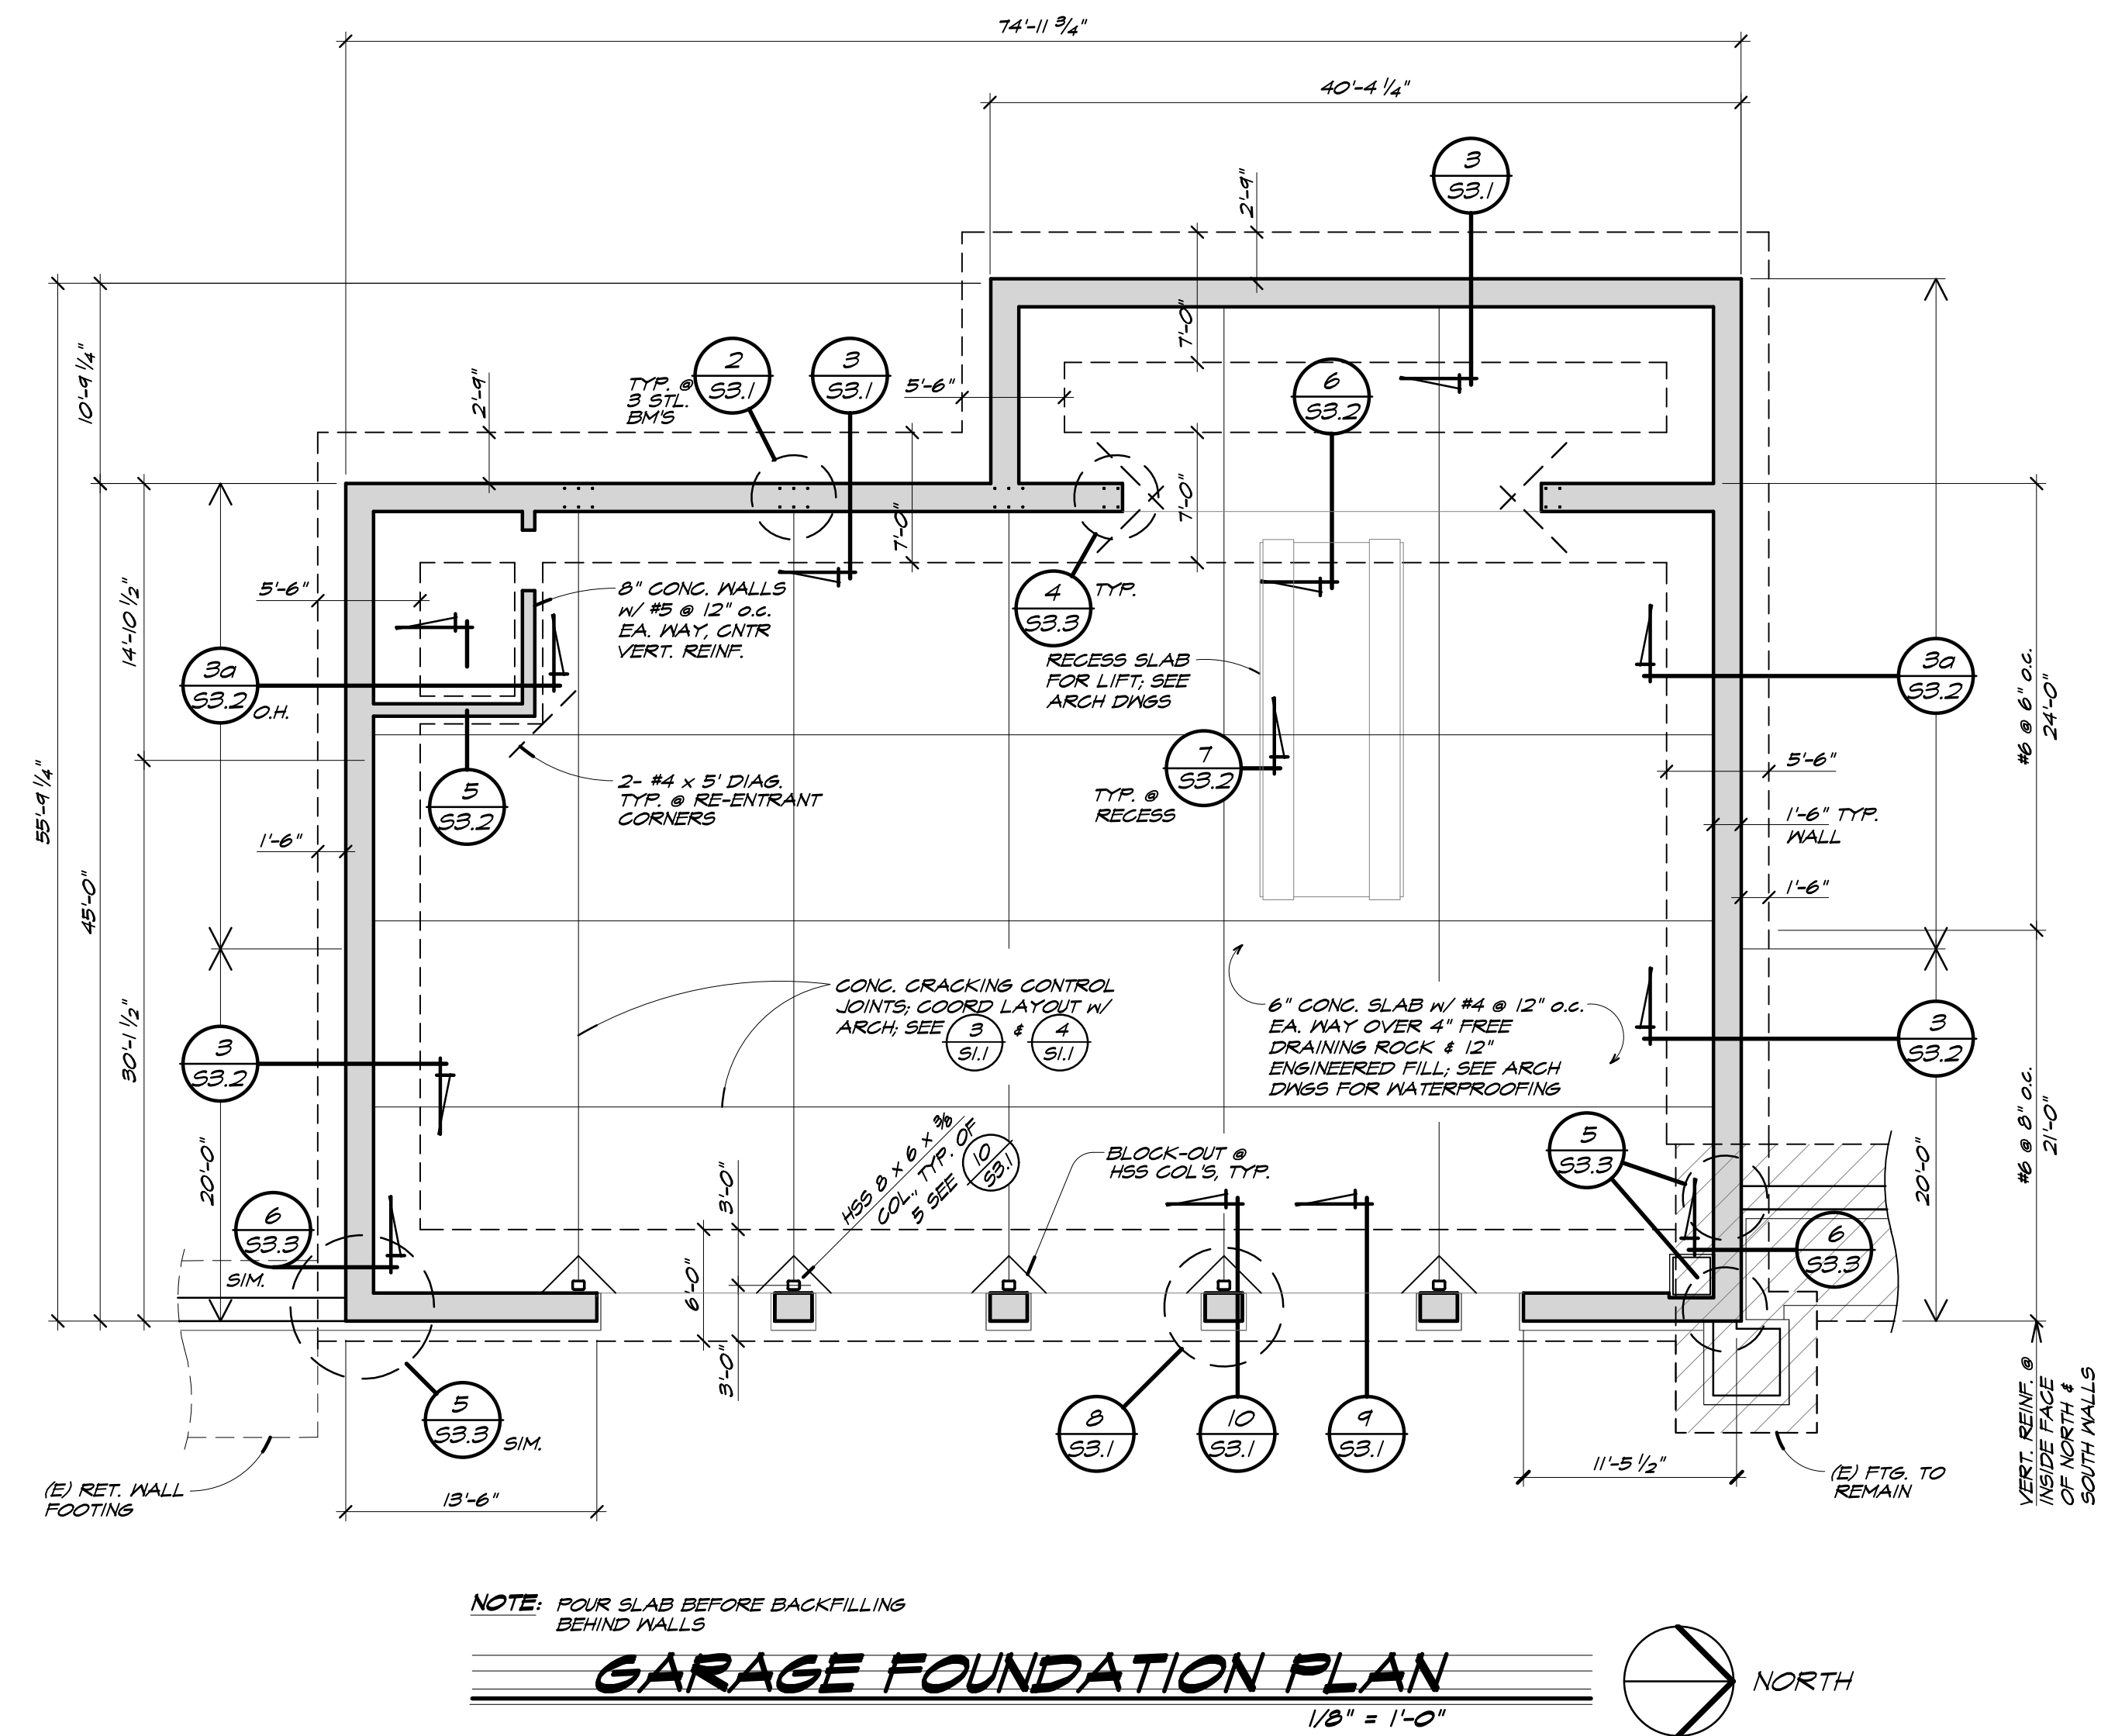 74'-11 3/4"
40'-4 1/4"
3
S3.1
2'-9"
7'-0"
10'-9 1/4"
2'-9"
TYP. @
3 STL.
BM'S
2
S3.1
3
S3.1
5'-6"
6
S3.2
7'-0"
7'-0"
14'-10 1/2"
5'-6"
8" CONC. WALLS
W/ #5 @ 12" O.C.
EA. WAY, CNTR
VERT. REINF.
4
S3.3
TYP.
3a
S3.2
O.H.
RECESS SLAB
FOR LIFT; SEE
ARCH DWGS
3a
S3.2
#6 @ 6" O.C.
24'-0"
55'-9 1/4"
5
S3.2
2- #4 x 5' DIAG.
TYP. @ RE-ENTRANT
CORNERS
7
S3.2
TYP. @
RECESS
5'-6"
1'-6" TYP.
WALL
1'-6"
1'-6"
45'-0"
30'-1 1/2"
CONC. CRACKING CONTROL
JOINTS; COORD LAYOUT W/
ARCH; SEE
3
S1.1
&
4
S1.1
6" CONC. SLAB W/ #4 @ 12" O.C.
EA. WAY OVER 4" FREE
DRAINING ROCK & 12"
ENGINEERED FILL; SEE ARCH
DWGS FOR WATERPROOFING
3
S3.2
3
S3.2
#6 @ 8" O.C.
21'-0"
20'-0"
20'-0"
HSS 8 x 6 x 3/8
COL., TYP. OF
5 SEE
10
S3.1
BLOCK-OUT @
HSS COL'S, TYP.
5
S3.3
6
S3.3
6
S3.3
SIM.
3'-0"
6'-0"
3'-0"
5
S3.3
SIM.
8
S3.1
10
S3.1
9
S3.1
11'-5 1/2"
13'-6"
(E) RET. WALL
FOOTING
(E) FTG. TO
REMAIN
VERT. REINF. @
INSIDE FACE
OF NORTH &
SOUTH WALLS
NOTE: POUR SLAB BEFORE BACKFILLING
BEHIND WALLS
GARAGE FOUNDATION PLAN
1/8" = 1'-0"
NORTH